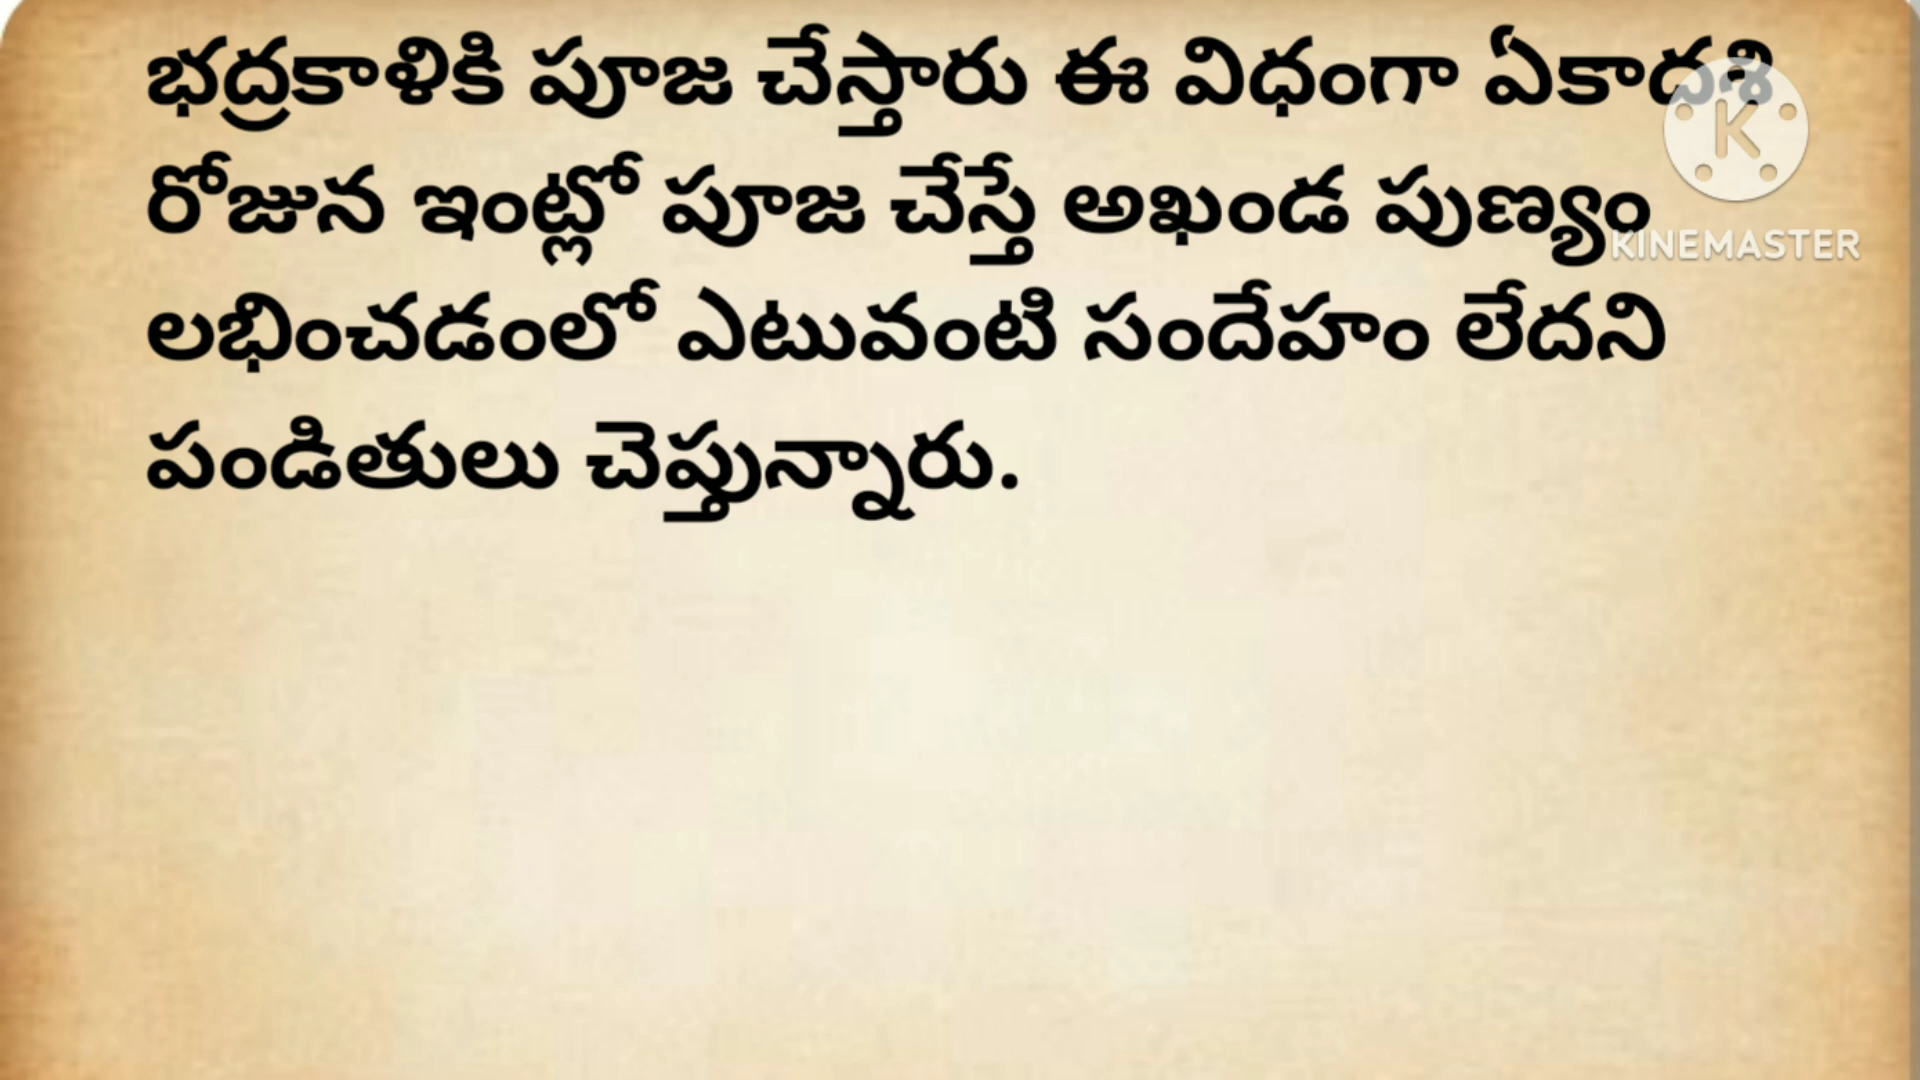 భద్రకాళికి పూజ చేస్తారు ఈ విధంగా ఏకాదశి
రోజున ఇంట్లో పూజ చేస్తే అఖండ పుణ్యం
లభించడంలో ఎటువంటి సందేహం లేదని
పండితులు చెప్తున్నారు.
K
KINEMASTER